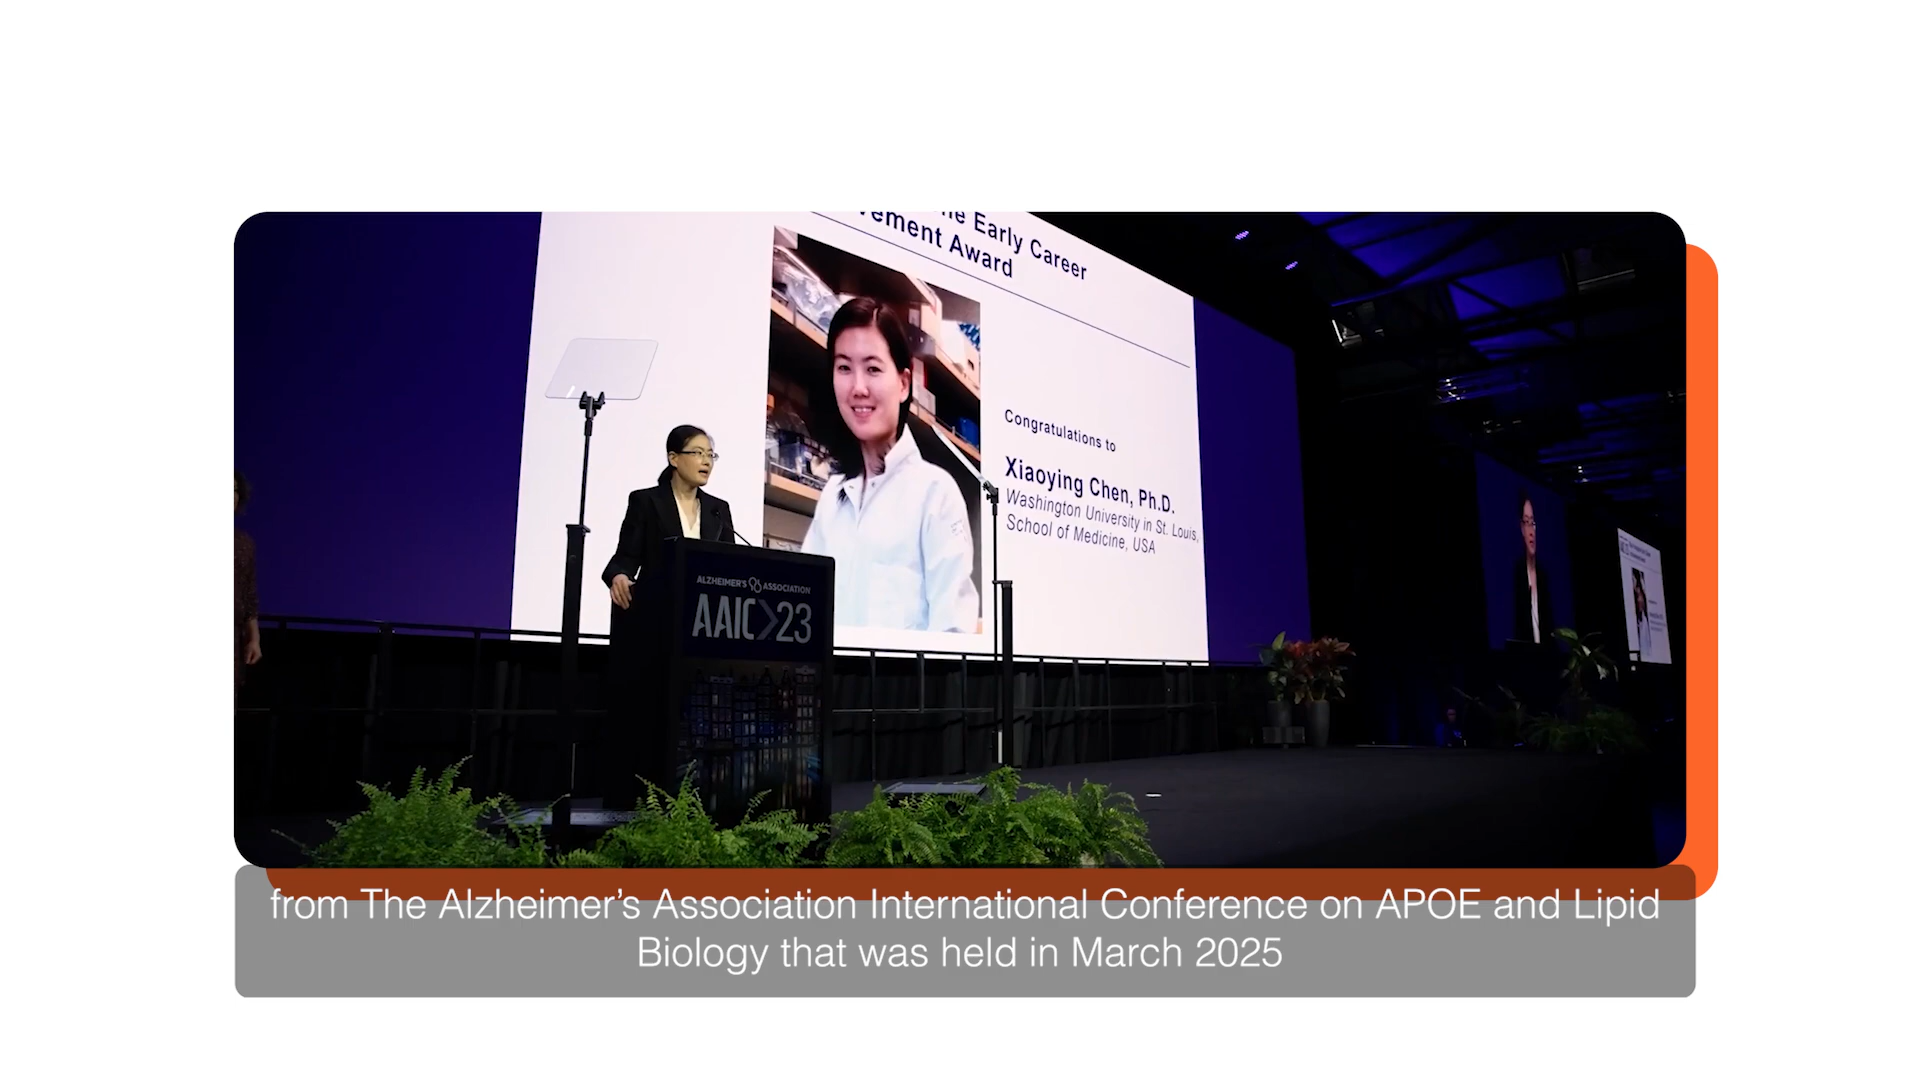 he Early Career
vement Award
Congratulations to
Xiaoying Chen, Ph.D.
Washington University in St. Louis,
School of Medicine, USA
ALZHEIMER'S ASSOCIATION
AAIC>23
from The Alzheimer's Association International Conference on APOE and Lipid
Biology that was held in March 2025